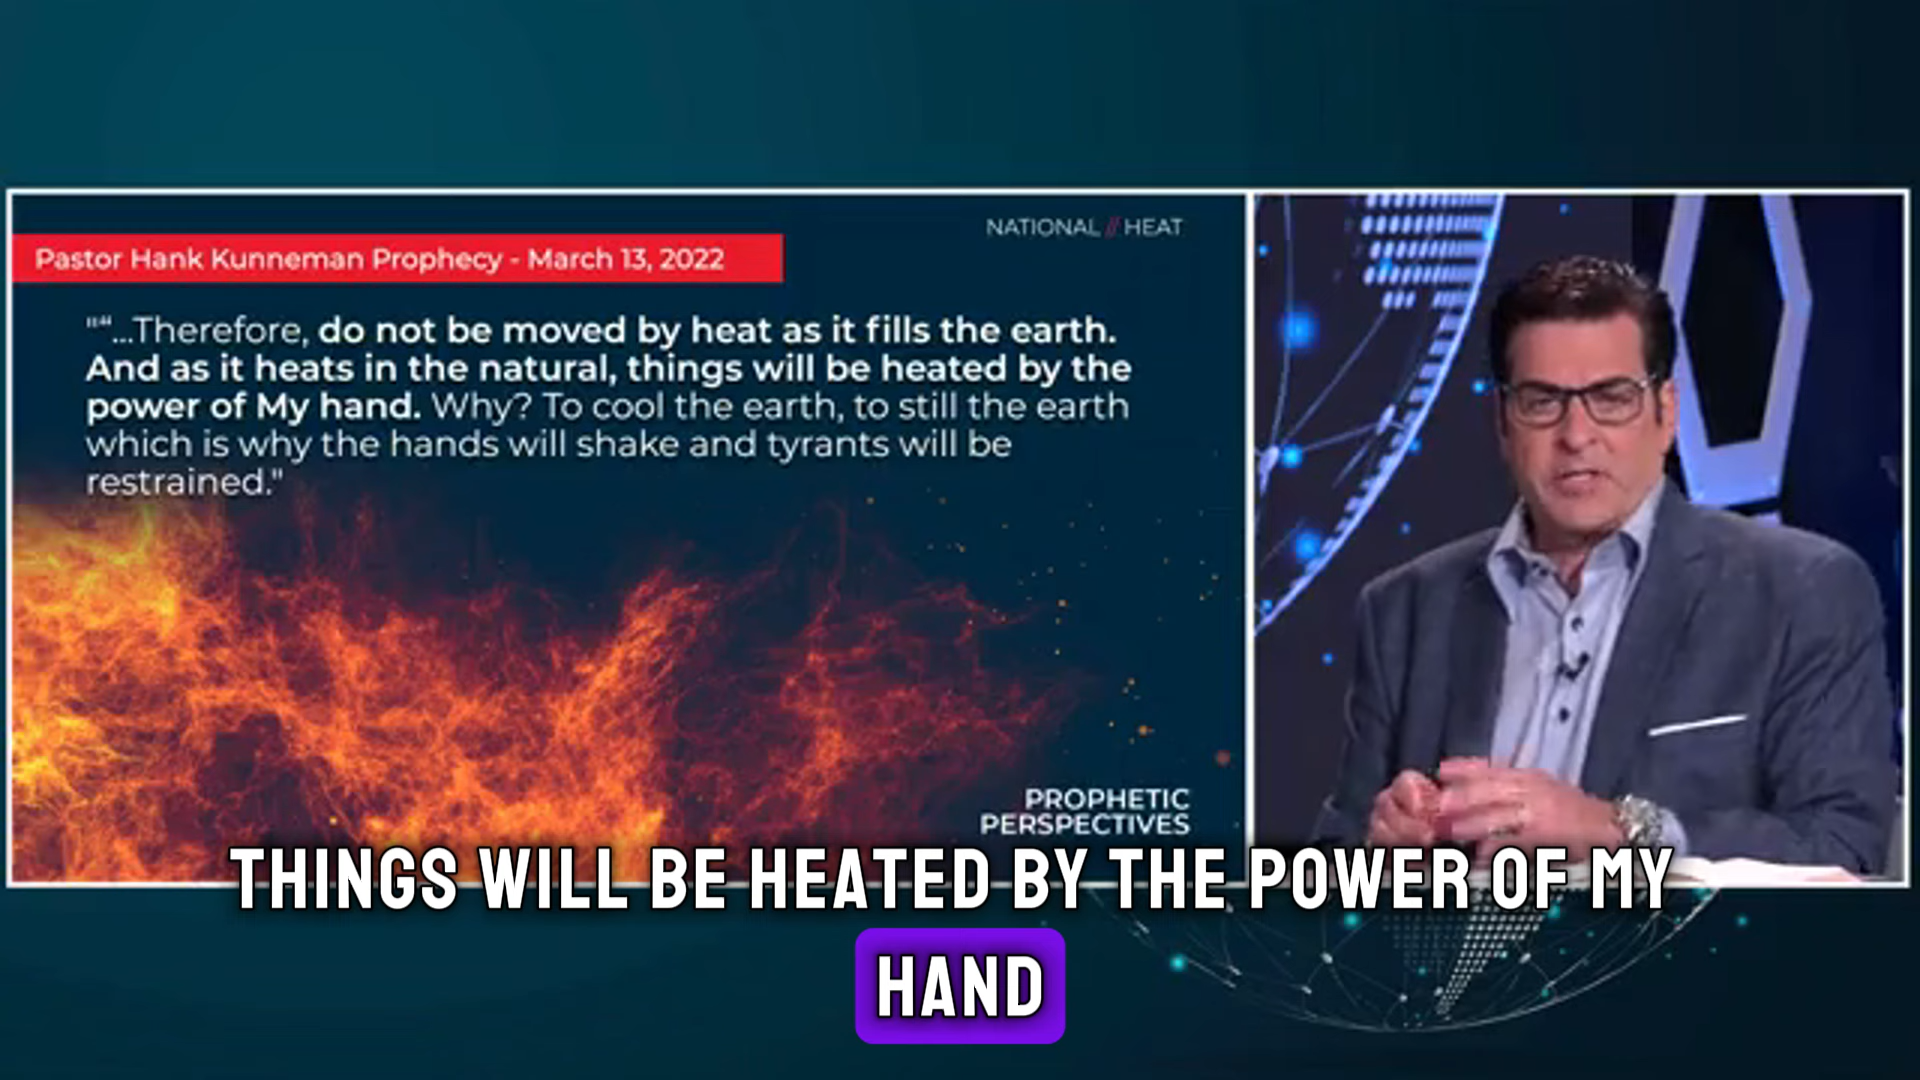 NATIONAL // HEAT
Pastor Hank Kunneman Prophecy - March 13, 2022
"“...Therefore, do not be moved by heat as it fills the earth.
And as it heats in the natural, things will be heated by the
power of My hand. Why? To cool the earth, to still the earth
which is why the hands will shake and tyrants will be
restrained."
PROPHETIC
PERSPECTIVES
THINGS WILL BE HEATED BY THE POWER OF MY
HAND